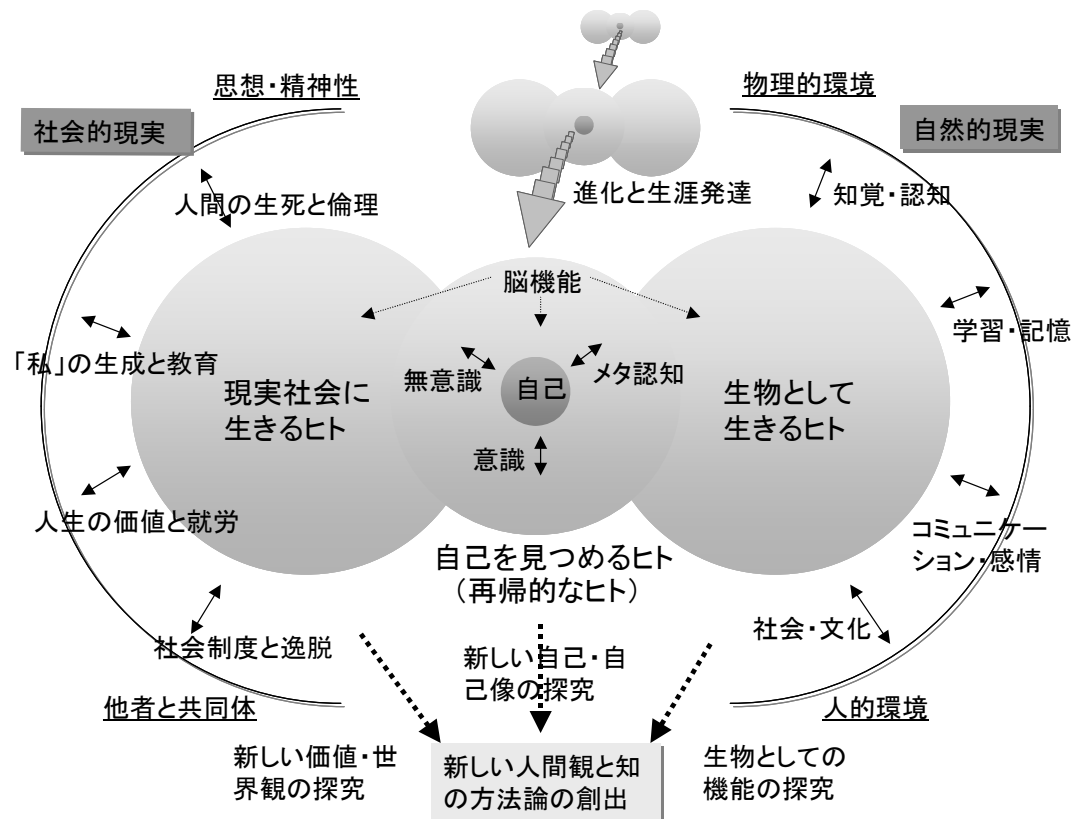 思想・精神性
物理的環境
社会的現実
自然的現実
進化と生涯発達
人間の生死と倫理
知覚・認知
脳機能
学習・記憶
「私」の生成と教育
無意識
自己
メタ認知
現実社会に
生きるヒト
生物として
生きるヒト
意識
人生の価値と就労
コミュニケー
ション・感情
自己を見つめるヒト
（再帰的なヒト）
社会・文化
社会制度と逸脱
新しい自己・自
己像の探究
他者と共同体
人的環境
新しい価値・世
界観の探究
新しい人間観と知
の方法論の創出
生物としての
機能の探究